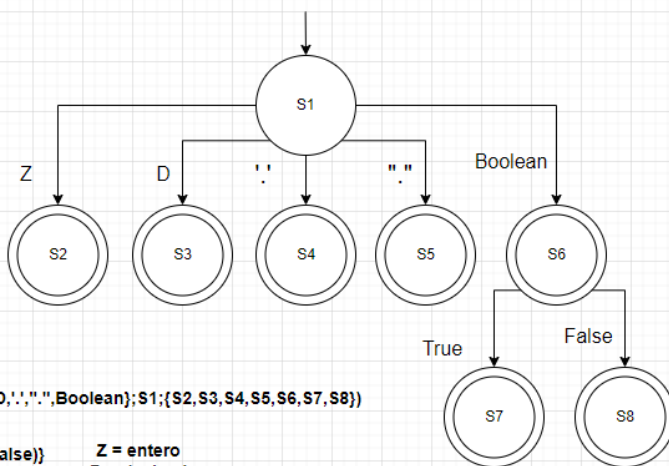 S1
Z
D
'.'
"."
Boolean
S2
S3
S4
S5
S6
True
False
S7
S8
,'.',".",Boolean};S1;{S2,S3,S4,S5,S6,S7,S8})
alse)}
Z = entero